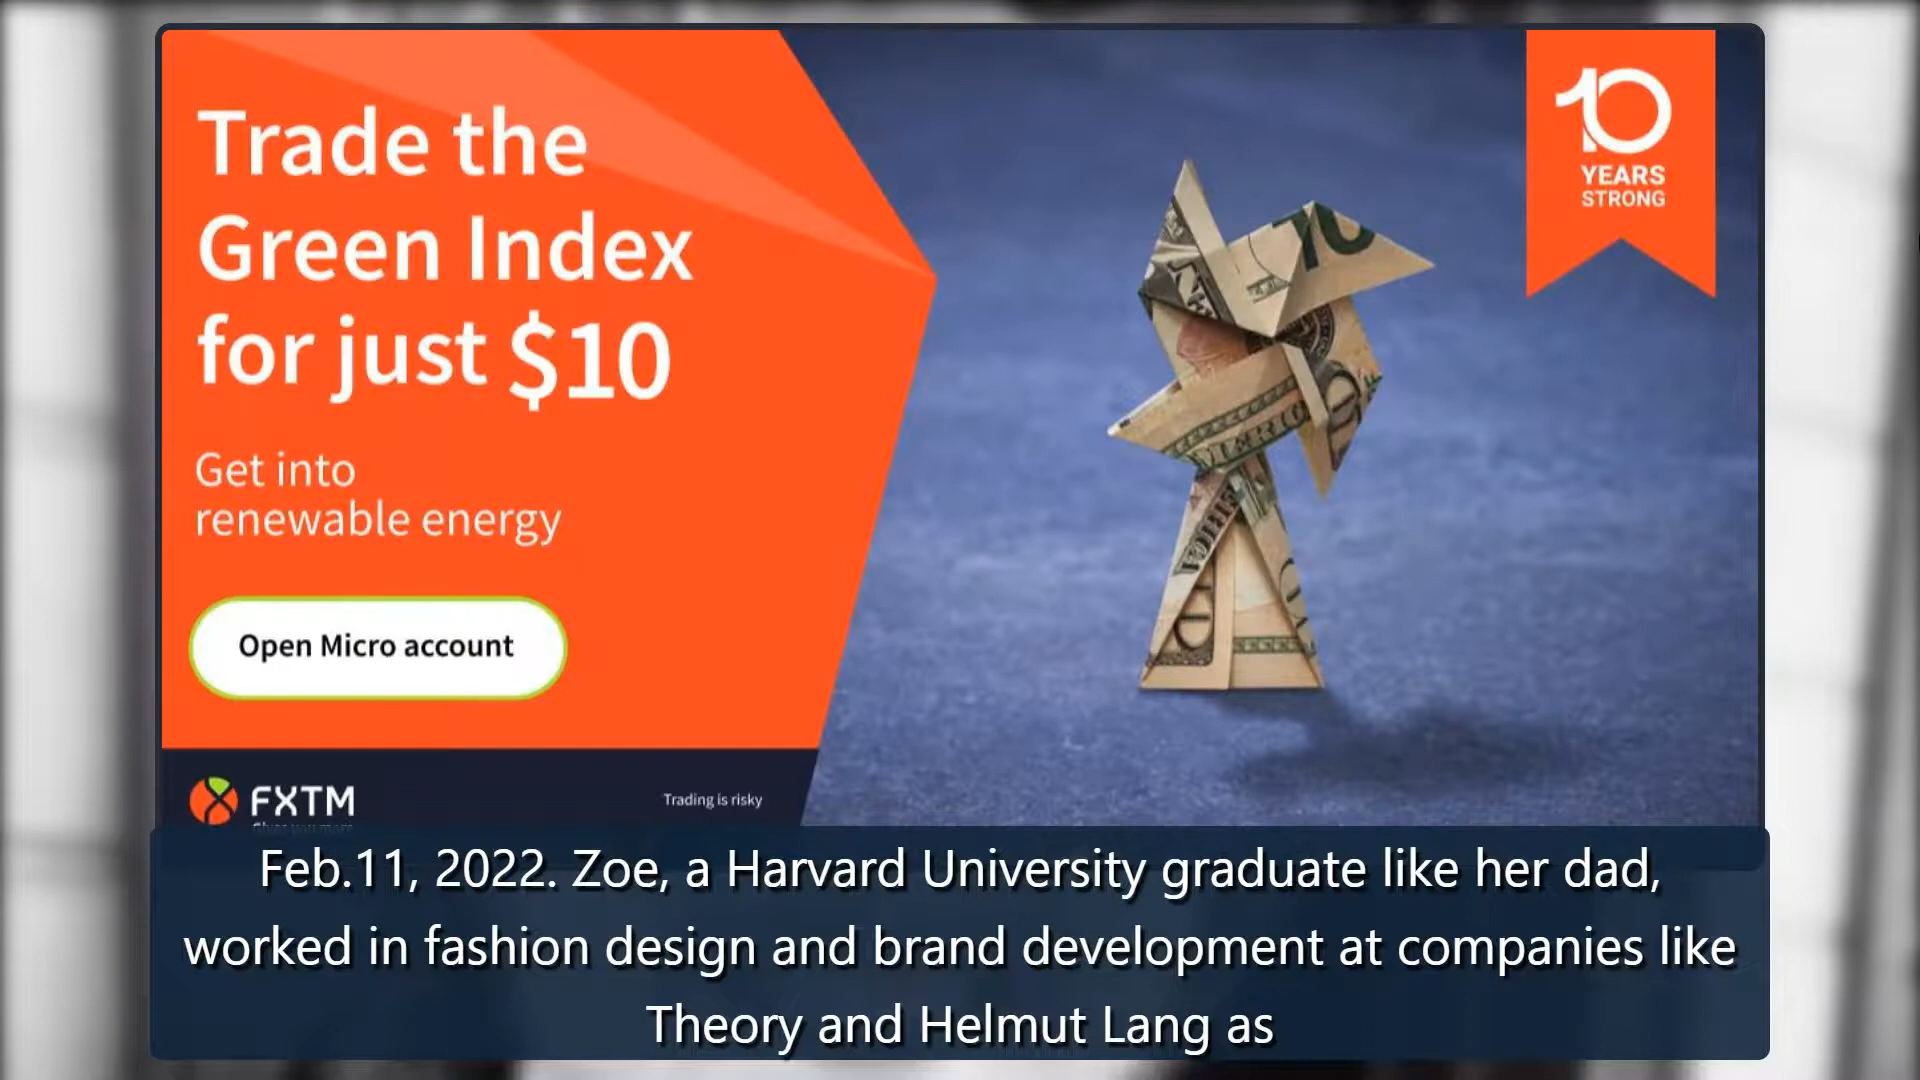 Trade the
Green Index
for just $10
Get into
renewable energy
Open Micro account
FXTM
Trading is risky
10
YEARS
STRONG
Feb.11, 2022. Zoe, a Harvard University graduate like her dad,
worked in fashion design and brand development at companies like
Theory and Helmut Lang as